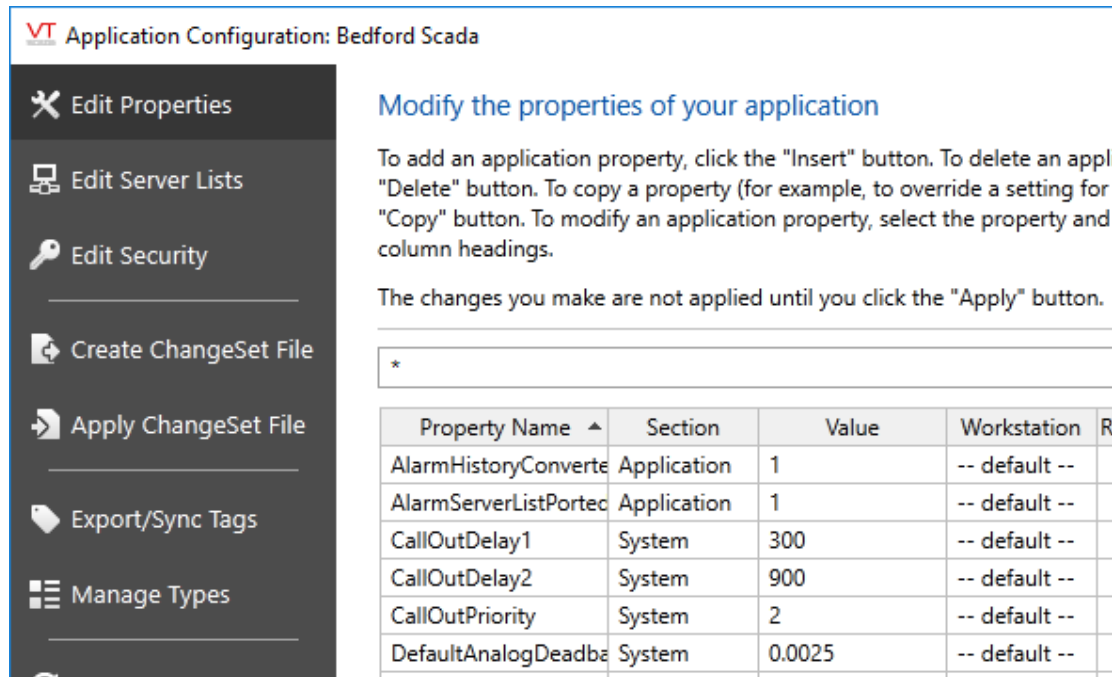 VT Application Configuration: Bedford Scada
Edit Properties
Edit Server Lists
Edit Security
Create ChangeSet File
Apply ChangeSet File
Export/Sync Tags
Manage Types
Modify the properties of your application
To add an application property, click the "Insert" button. To delete an appli
"Delete" button. To copy a property (for example, to override a setting for
"Copy" button. To modify an application property, select the property and
column headings.
The changes you make are not applied until you click the "Apply" button.
*
Property Name Section Value Workstation R
AlarmHistoryConverte Application 1 -- default --
AlarmServerListPorted Application 1 -- default --
CallOutDelay1 System 300 -- default --
CallOutDelay2 System 900 -- default --
CallOutPriority System 2 -- default --
DefaultAnalogDeadba System 0.0025 -- default --